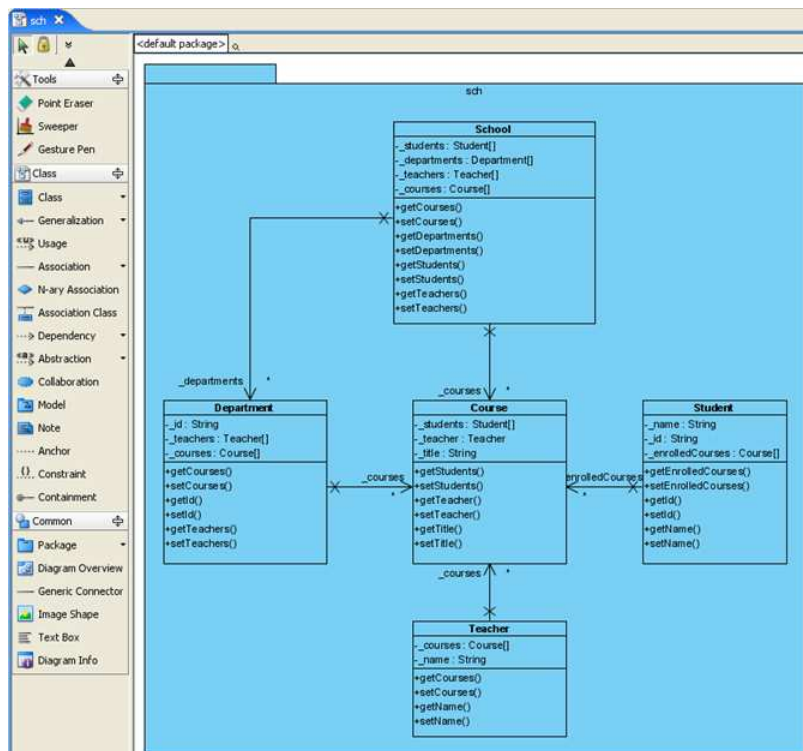 sch
Tools
Point Eraser
Sweeper
Gesture Pen
Class
Class
Generalization
Usage
Association
N-ary Association
Association Class
Dependency
Abstraction
Collaboration
Model
Note
Anchor
Constraint
Containment
Common
Package
Diagram Overview
Generic Connector
Image Shape
Text Box
Diagram Info
<default package>
sch
School
-_students : Student[]
-_departments : Department[]
-_teachers : Teacher[]
-_courses : Course[]
+getCourses()
+setCourses()
+getDepartments()
+setDepartments()
+getStudents()
+setStudents()
+getTeachers()
+setTeachers()
_departments *
_courses *
Department
-_id : String
-_teachers : Teacher[]
-_courses : Course[]
+getCourses()
+setCourses()
+getId()
+setId()
+getTeachers()
+setTeachers()
_courses
*
Course
-_students : Student[]
-_teacher : Teacher
-_title : String
+getStudents()
+setStudents()
+getTeacher()
+setTeacher()
+getTitle()
+setTitle()
enrolledCourses
*
Student
-_name : String
-_id : String
-_enrolledCourses : Course[]
+getEnrolledCourses()
+setEnrolledCourses()
+getId()
+setId()
+getName()
+setName()
_courses *
Teacher
-_courses : Course[]
-_name : String
+getCourses()
+setCourses()
+getName()
+setName()